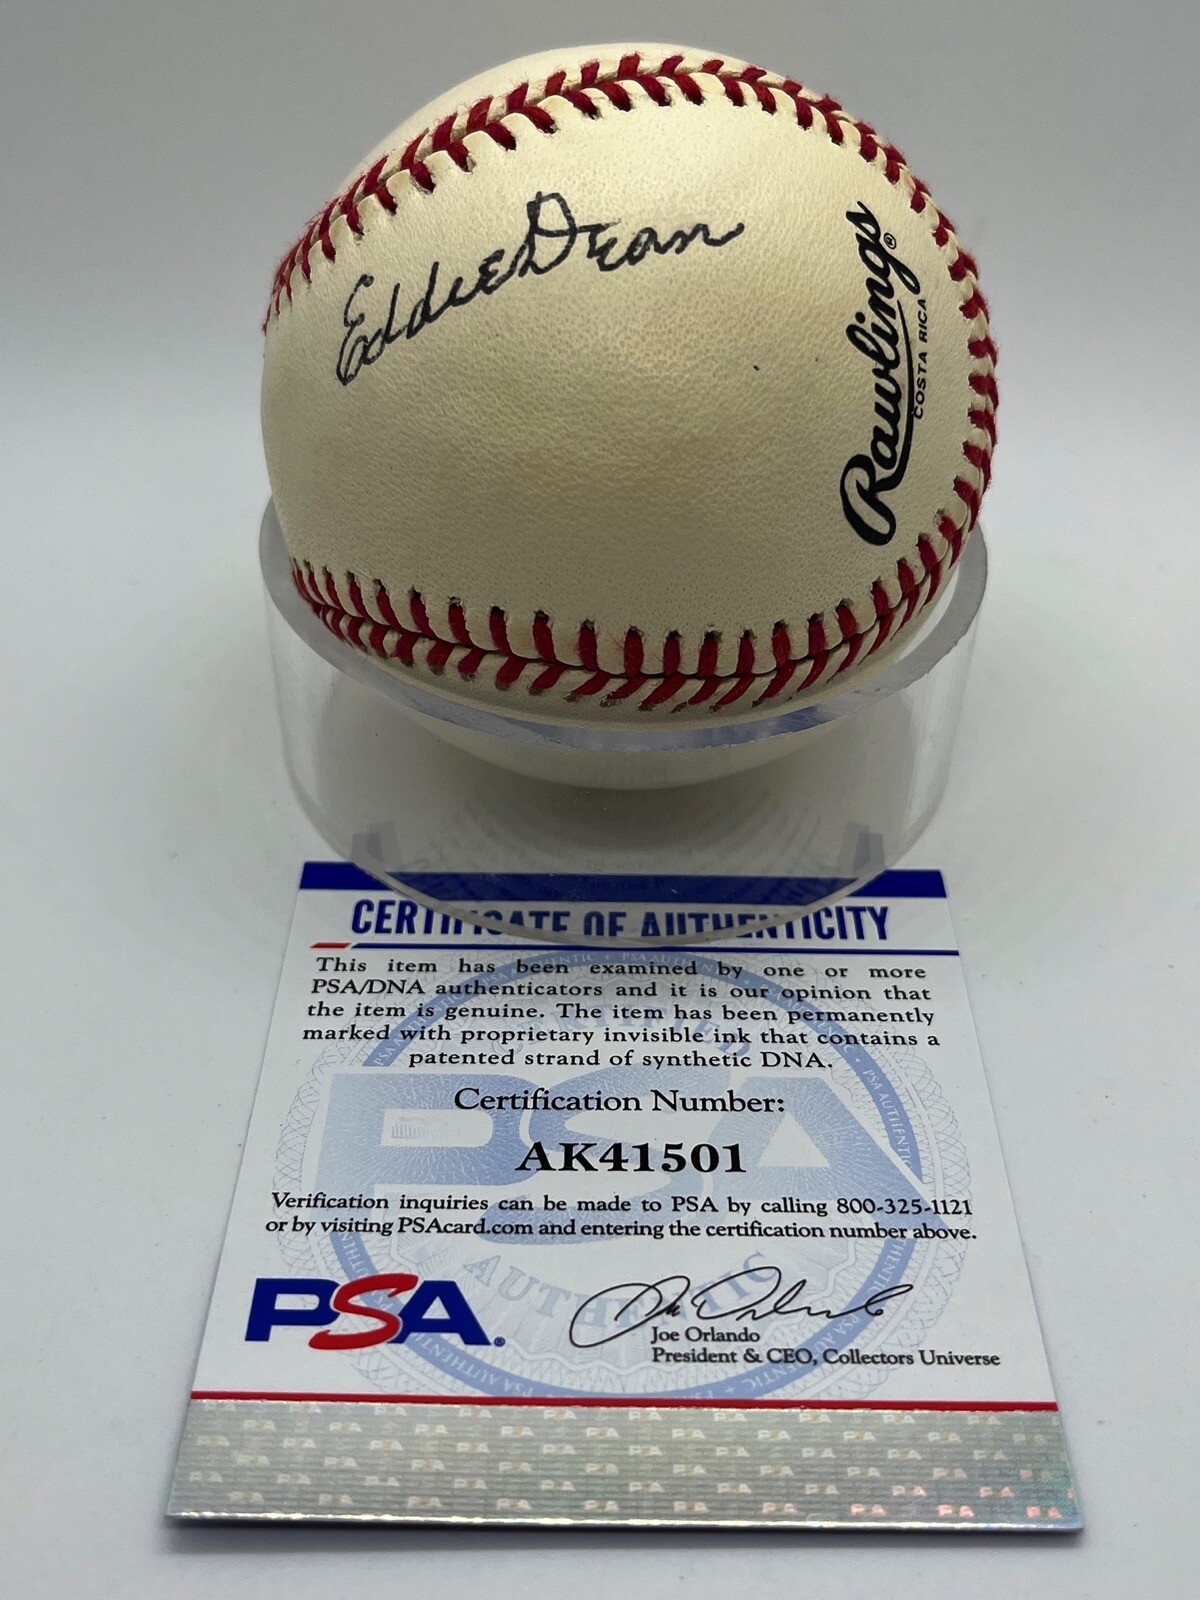 Eddie Dean
Rawlings®
COSTA RICA
CERTIFICATE OF AUTHENTICITY
This item has been examined by one or more
PSA/DNA authenticators and it is our opinion that
the item is genuine. The item has been permanently
marked with proprietary invisible ink that contains a
patented strand of synthetic DNA.
Certification Number:
AK41501
Verification inquiries can be made to PSA by calling 800-325-1121
or by visiting PSAcard.com and entering the certification number above.
PSA®
Joe Orlando
Joe Orlando
President & CEO, Collectors Universe